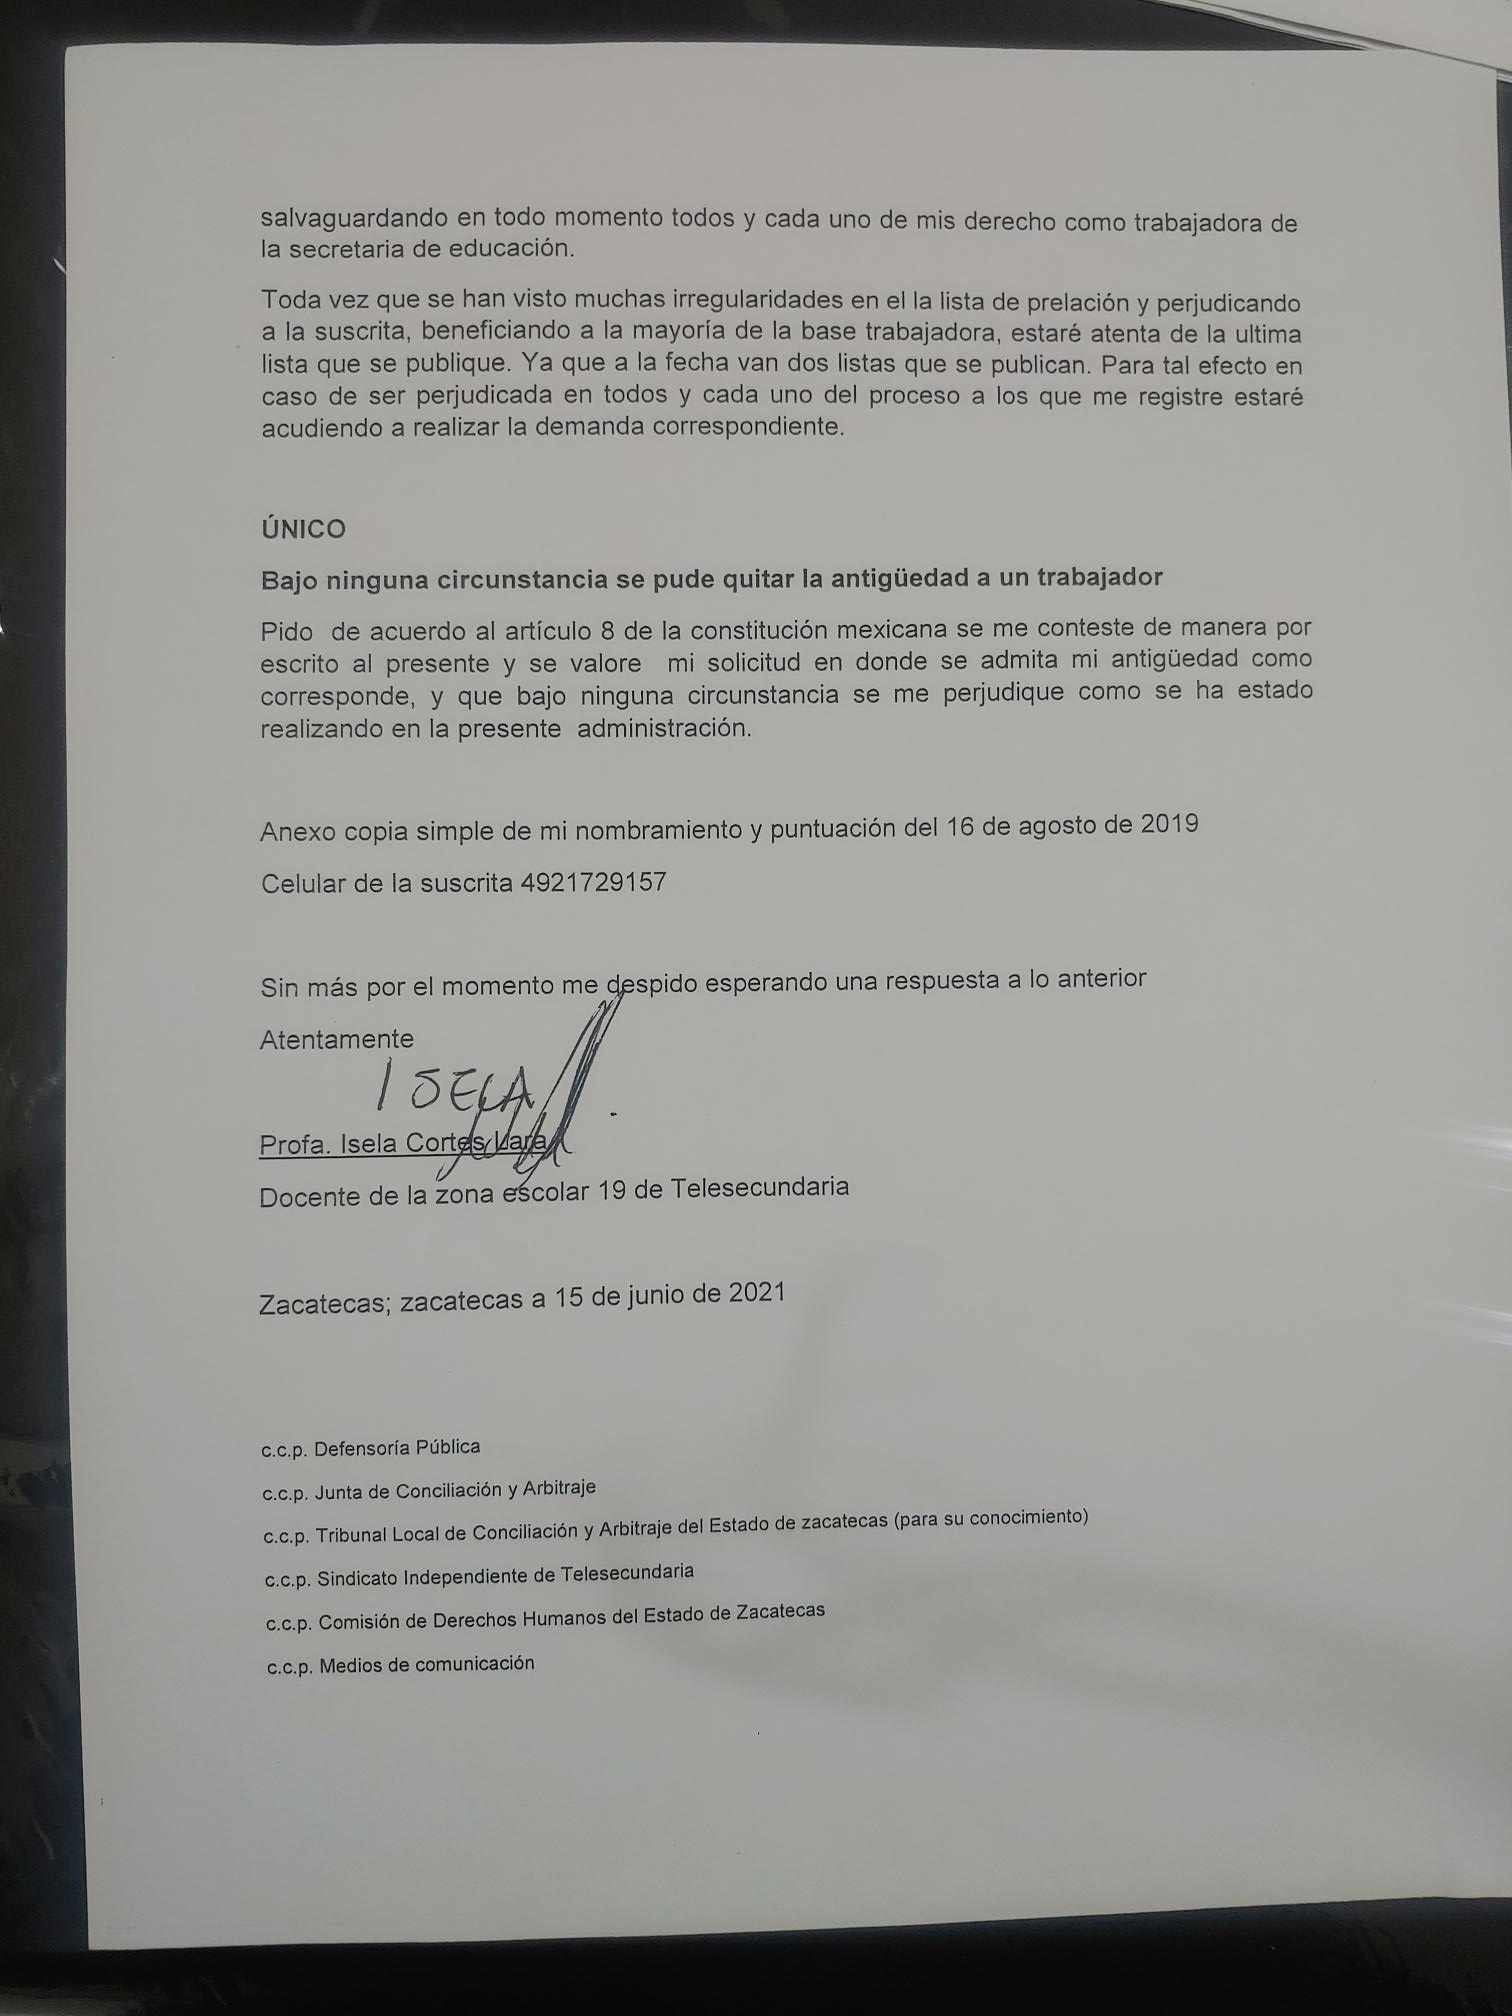 salvaguardando en todo momento todos y cada uno de mis derecho como trabajadora de
la secretaria de educación.
Toda vez que se han visto muchas irregularidades en el la lista de prelación y perjudicando
a la suscrita, beneficiando a la mayoría de la base trabajadora, estaré atenta de la ultima
lista que se publique. Ya que a la fecha van dos listas que se publican. Para tal efecto en
caso de ser perjudicada en todos y cada uno del proceso a los que me registre estaré
acudiendo a realizar la demanda correspondiente.
ÚNICO
Bajo ninguna circunstancia se pude quitar la antigüedad a un trabajador
Pido de acuerdo al artículo 8 de la constitución mexicana se me conteste de manera por
escrito al presente y se valore mi solicitud en donde se admita mi antigüedad como
corresponde, y que bajo ninguna circunstancia se me perjudique como se ha estado
realizando en la presente administración.
Anexo copia simple de mi nombramiento y puntuación del 16 de agosto de 2019
Celular de la suscrita 4921729157
Sin más por el momento me despido esperando una respuesta a lo anterior
Atentamente
ISELA
Profa. Isela Cortes Lara
Docente de la zona escolar 19 de Telesecundaria
Zacatecas; zacatecas a 15 de junio de 2021
c.c.p. Defensoría Pública
c.c.p. Junta de Conciliación y Arbitraje
c.c.p. Tribunal Local de Conciliación y Arbitraje del Estado de zacatecas (para su conocimiento)
c.c.p. Sindicato Independiente de Telesecundaria
c.c.p. Comisión de Derechos Humanos del Estado de Zacatecas
c.c.p. Medios de comunicación